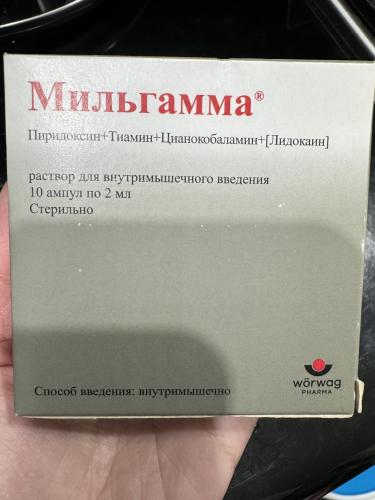 Мильгамма®
Пиридоксин+Тиамин+Цианокобаламин+[Лидокаин]
раствор для внутримышечного введения
10 ампул по 2 мл
Стерильно
wörwag
PHARMA
Способ введения: внутримышечно